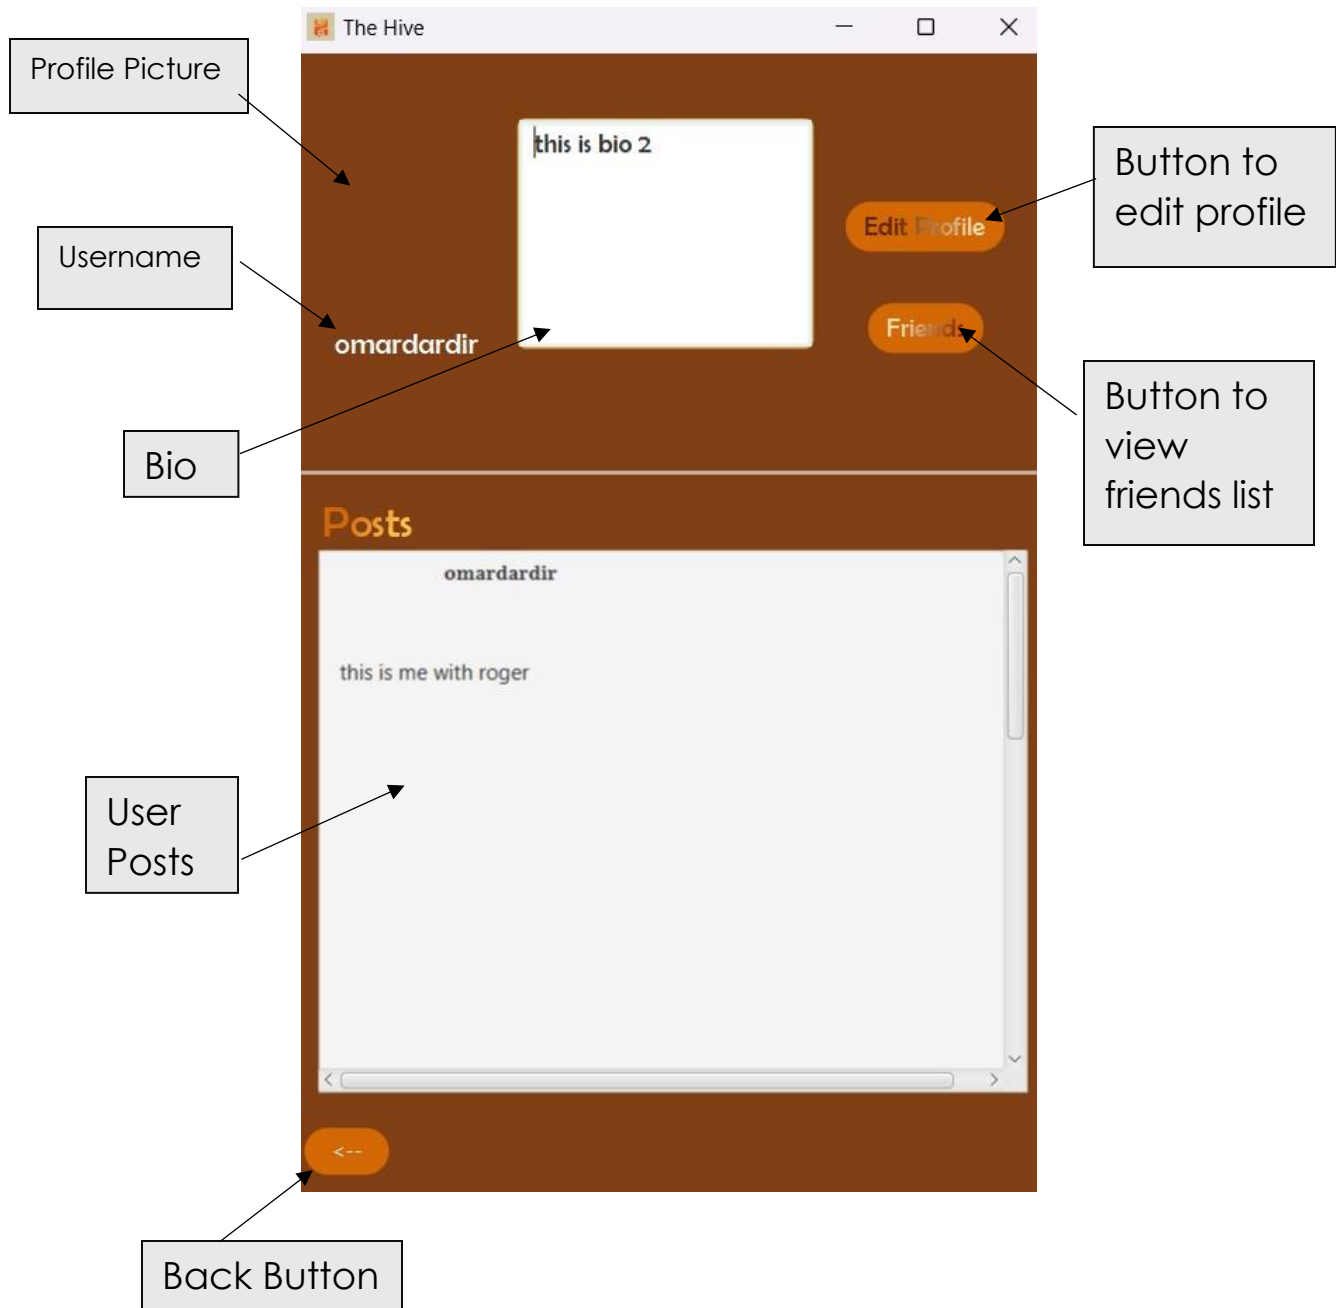 The Hive
Profile Picture
this is bio 2
Button to
edit profile
Edit Profile
Username
omardardir
Friends
Button to
view
friends list
Bio
Posts
omardardir
this is me with roger
User
Posts
<--
Back Button